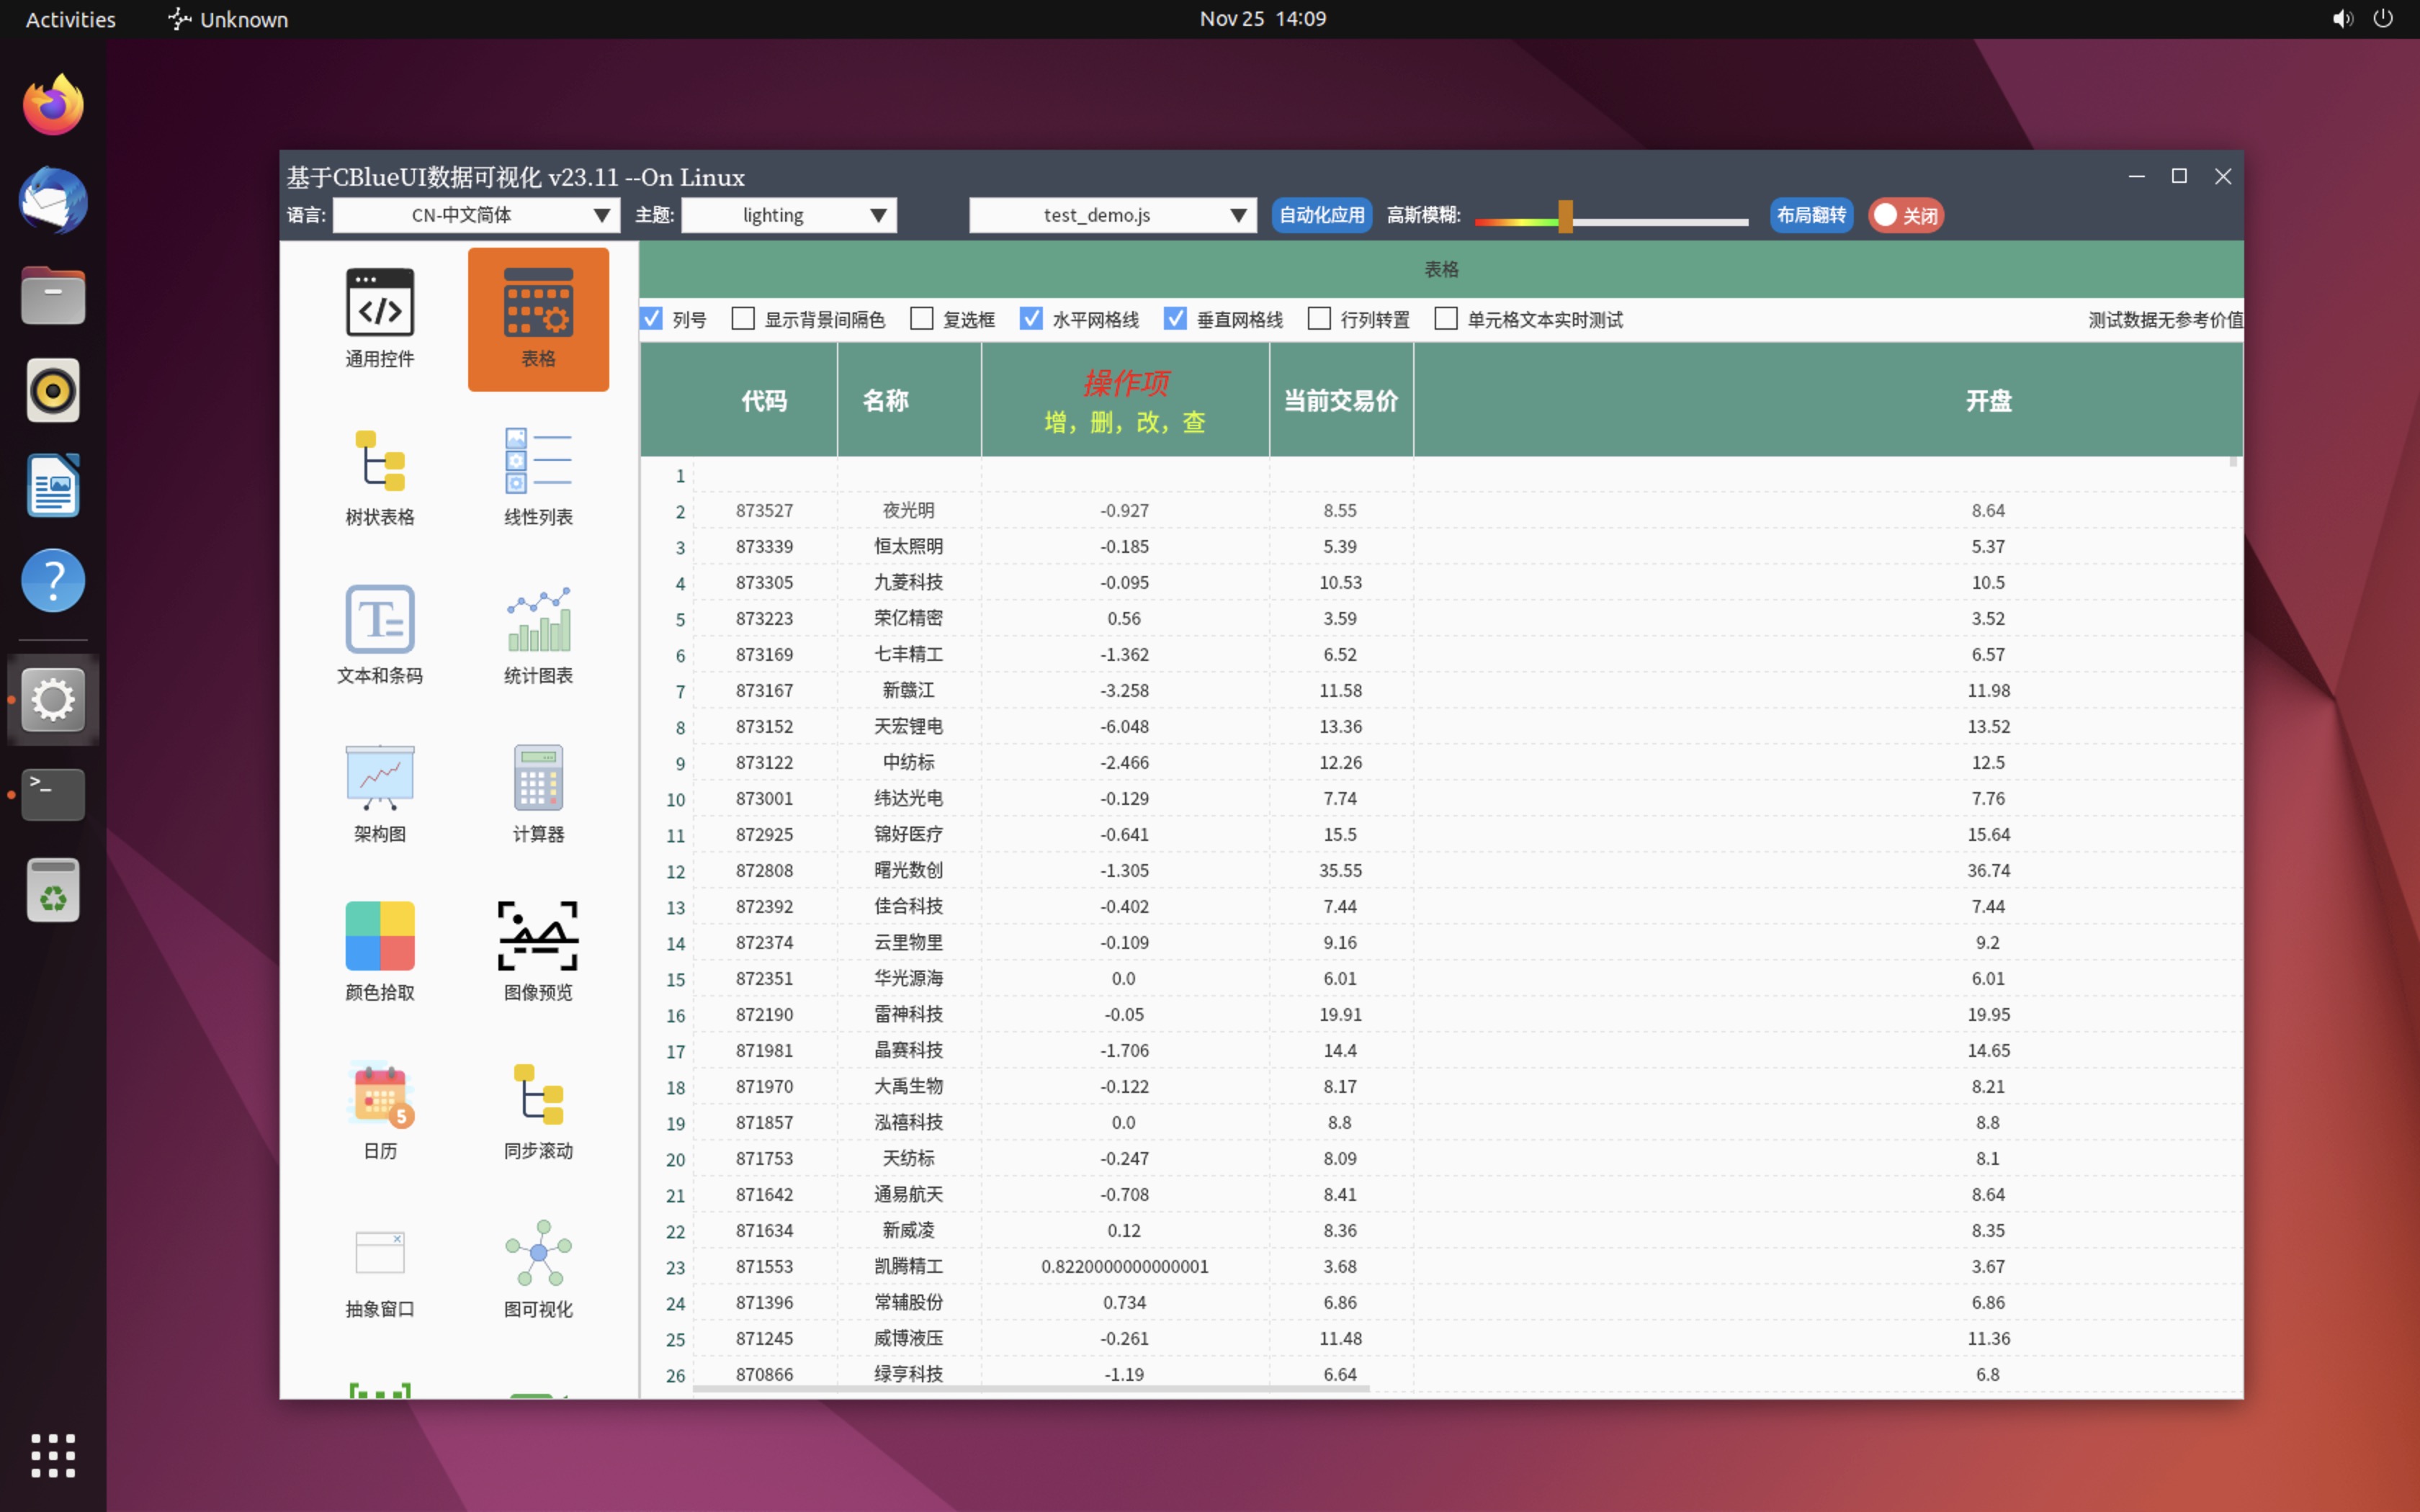 Activities Unknown Nov 25 14:09
基于CBlueUI数据可视化 v23.11 --On Linux
语言: CN-中文简体 主题: lighting test_demo.js 自动化应用 高斯模糊: 布局翻转 关闭
通用控件 表格
树状表格 线性列表
文本和条码 统计图表
架构图 计算器
颜色拾取 图像预览
5
日历 同步滚动
抽象窗口 图可视化
表格
列号 显示背景间隔色 复选框 水平网格线 垂直网格线 行列转置 单元格文本实时测试 测试数据无参考价值
代码 名称 操作项 当前交易价 开盘
增，删，改，查
1
2 873527 夜光明 -0.927 8.55 8.64
3 873339 恒太照明 -0.185 5.39 5.37
4 873305 九菱科技 -0.095 10.53 10.5
5 873223 荣亿精密 0.56 3.59 3.52
6 873169 七丰精工 -1.362 6.52 6.57
7 873167 新赣江 -3.258 11.58 11.98
8 873152 天宏锂电 -6.048 13.36 13.52
9 873122 中纺标 -2.466 12.26 12.5
10 873001 纬达光电 -0.129 7.74 7.76
11 872925 锦好医疗 -0.641 15.5 15.64
12 872808 曙光数创 -1.305 35.55 36.74
13 872392 佳合科技 -0.402 7.44 7.44
14 872374 云里物里 -0.109 9.16 9.2
15 872351 华光源海 0.0 6.01 6.01
16 872190 雷神科技 -0.05 19.91 19.95
17 871981 晶赛科技 -1.706 14.4 14.65
18 871970 大禹生物 -0.122 8.17 8.21
19 871857 泓禧科技 0.0 8.8 8.8
20 871753 天纺标 -0.247 8.09 8.1
21 871642 通易航天 -0.708 8.41 8.64
22 871634 新威凌 0.12 8.36 8.35
23 871553 凯腾精工 0.8220000000000001 3.68 3.67
24 871396 常辅股份 0.734 6.86 6.86
25 871245 威博液压 -0.261 11.48 11.36
26 870866 绿亨科技 -1.19 6.64 6.8